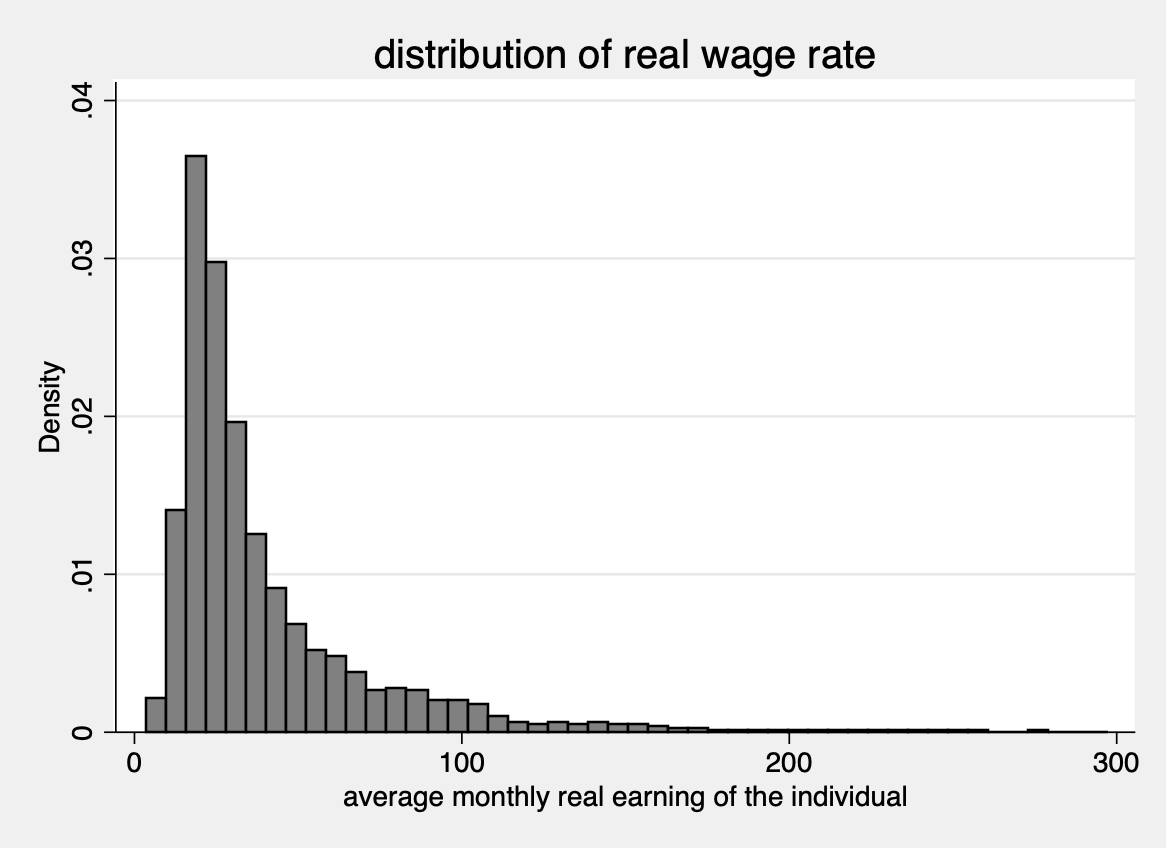 distribution of real wage rate
.04
.03
.02
.01
0
Density
0 100 200 300
average monthly real earning of the individual